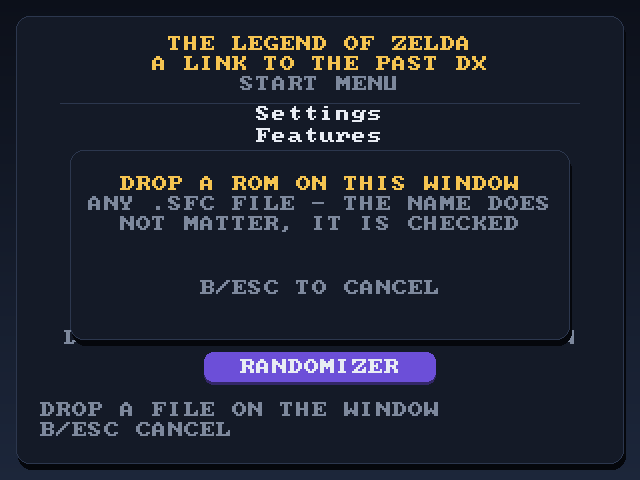 THE LEGEND OF ZELDA
A LINK TO THE PAST DX
START MENU
Settings
Features
DROP A ROM ON THIS WINDOW
ANY .SFC FILE - THE NAME DOES
NOT MATTER, IT IS CHECKED
B/ESC TO CANCEL
RANDOMIZER
DROP A FILE ON THE WINDOW
B/ESC CANCEL